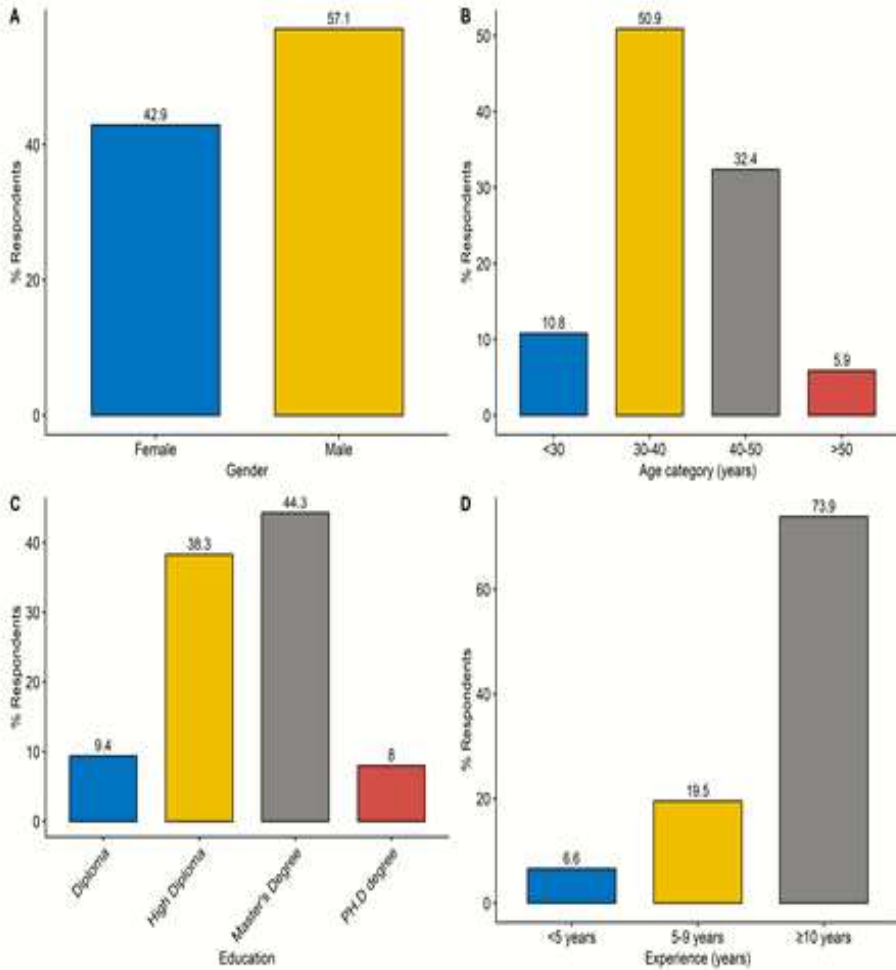 A
57.1
42.9
40
20
0
% Respondents
Female
Male
Gender
B
50.9
50
40
32.4
30
20
10.8
10
5.9
0
% Respondents
<30
30-40
40-50
≥50
Age category (years)
C
44.3
40
38.3
30
20
10
9.4
8
0
% Respondents
Diploma
High Diploma
Master's Degree
PH.D degree
Education
D
73.9
60
40
20
19.5
6.6
0
% Respondents
<5 years
5-9 years
≥10 years
Experience (years)